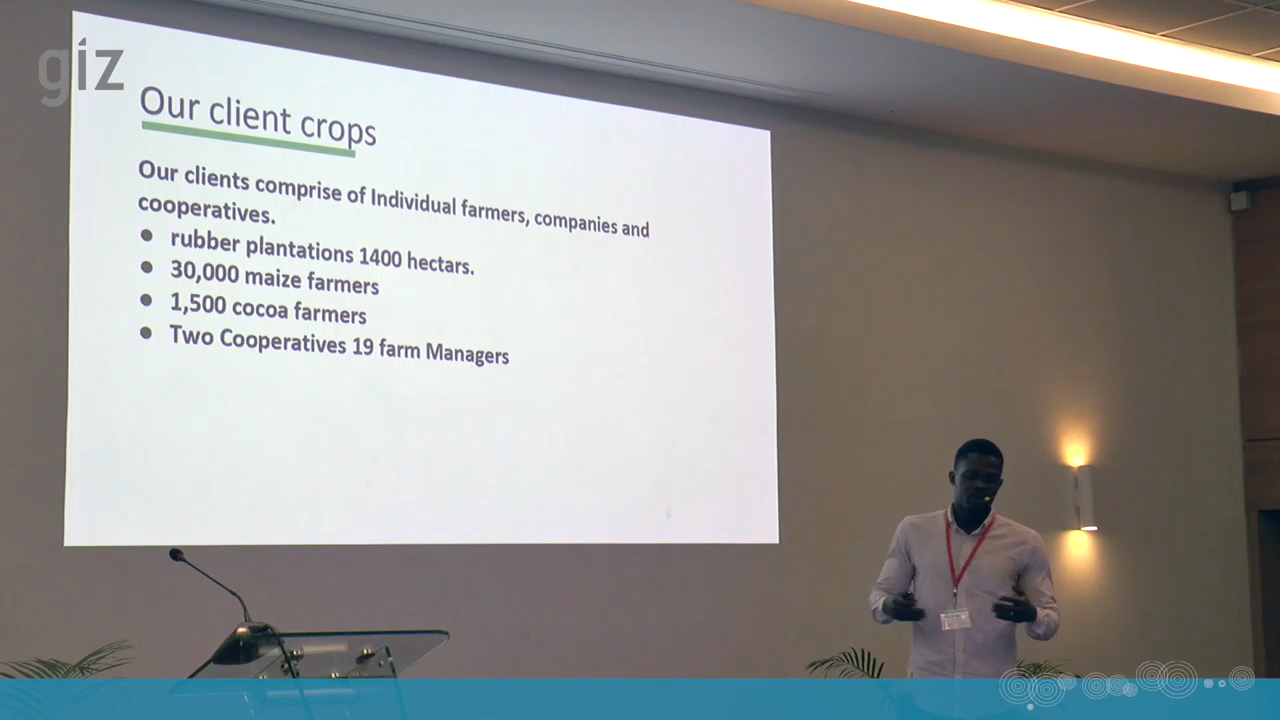 giz
Our client crops
Our clients comprise of Individual farmers, companies and
cooperatives.
● rubber plantations 1400 hectars.
● 30,000 maize farmers
● 1,500 cocoa farmers
● Two Cooperatives 19 farm Managers